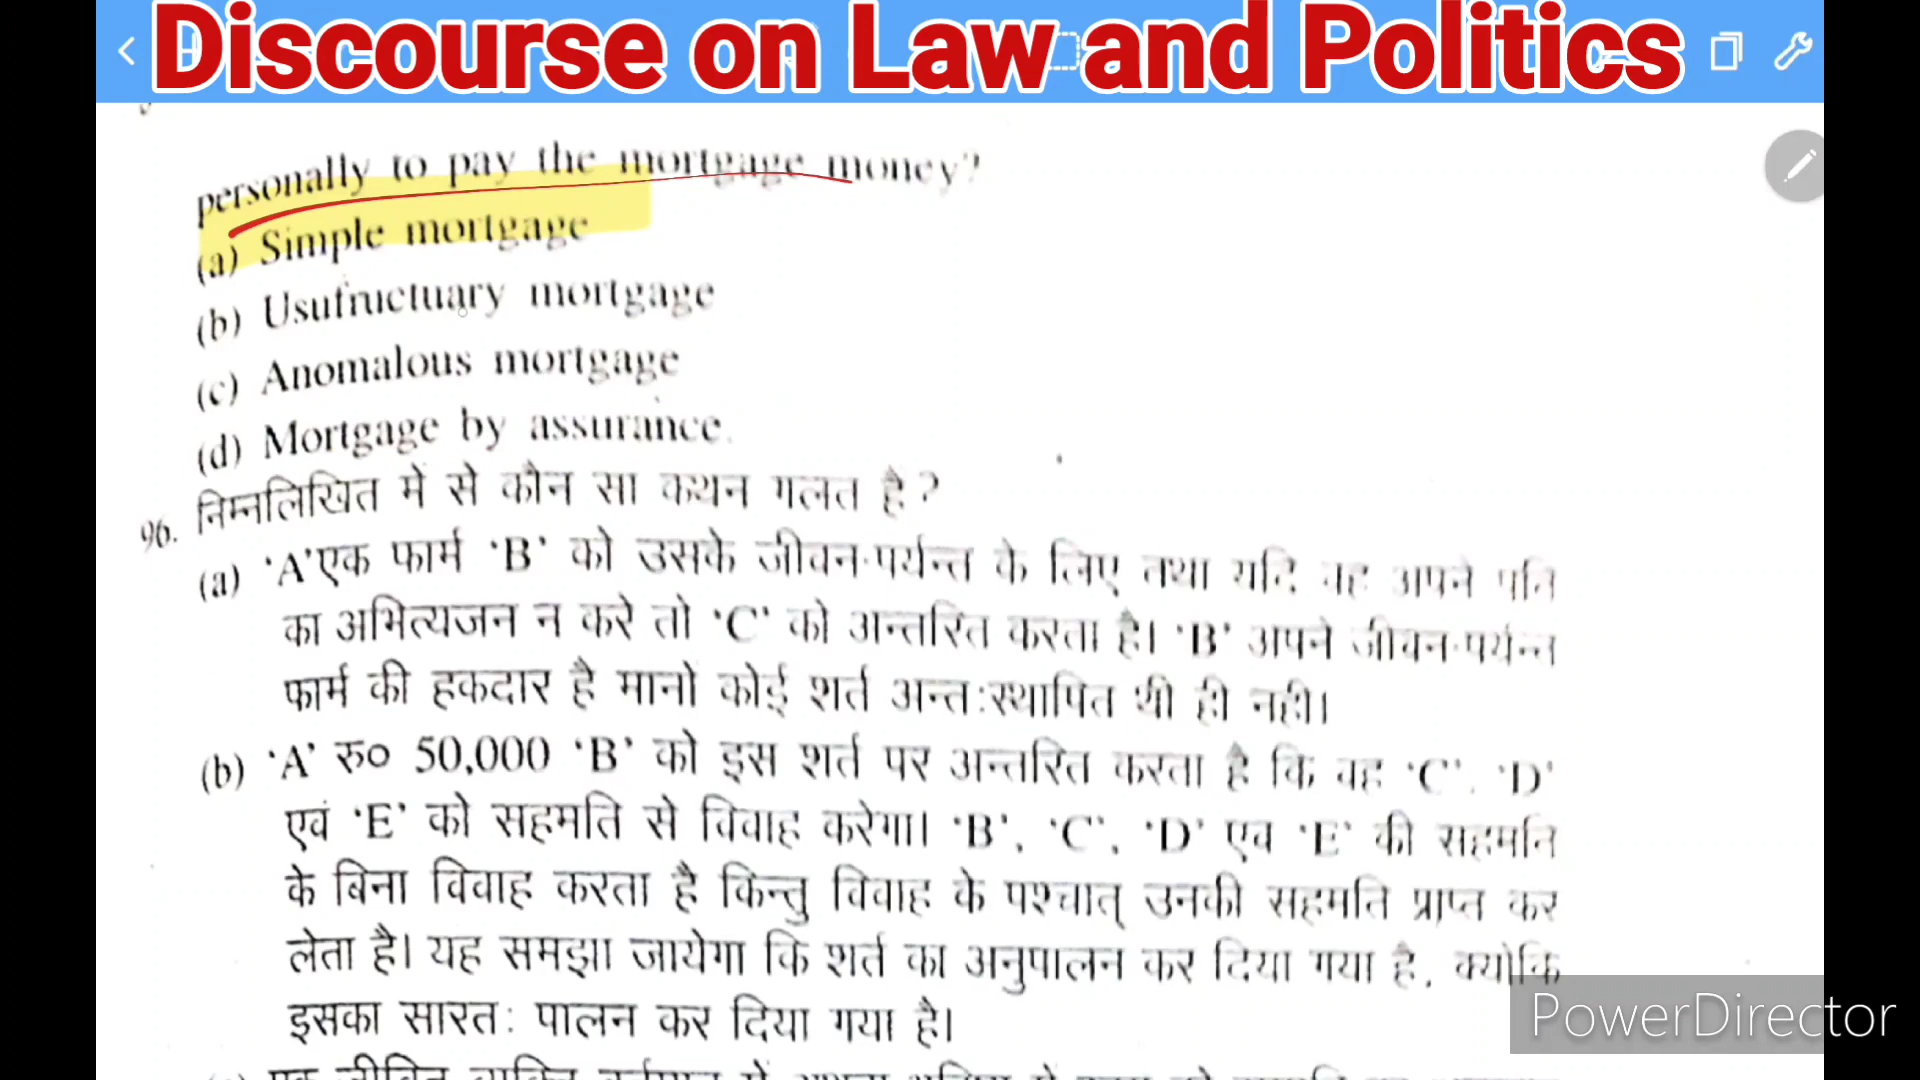 Discourse on Law and Politics
personally to pay the mortgage money?
(a) Simple mortgage
(b) Usufructuary mortgage
(c) Anomalous mortgage
(d) Mortgage by assurance.
96. निम्नलिखित में से कौन सा कथन गलत है ?
(a) 'A'एक फार्म 'B' को उसके जीवन-पर्यन्त के लिए तथा यदि वह अपने पति
का अभित्यजन न करे तो 'C' को अन्तरित करता है। 'B' अपने जीवन-पर्यन्त
फार्म की हकदार है मानो कोई शर्त अन्त:स्थापित थी ही नही।
(b) 'A' रु० 50,000 'B' को इस शर्त पर अन्तरित करता है कि वह 'C', 'D'
एवं 'E' को सहमति से विवाह करेगा। 'B', 'C', 'D' एव 'E' की सहमति
के बिना विवाह करता है किन्तु विवाह के पश्चात् उनकी सहमति प्राप्त कर
लेता है। यह समझा जायेगा कि शर्त का अनुपालन कर दिया गया है, क्योकि
इसका सारत: पालन कर दिया गया है।
PowerDirector